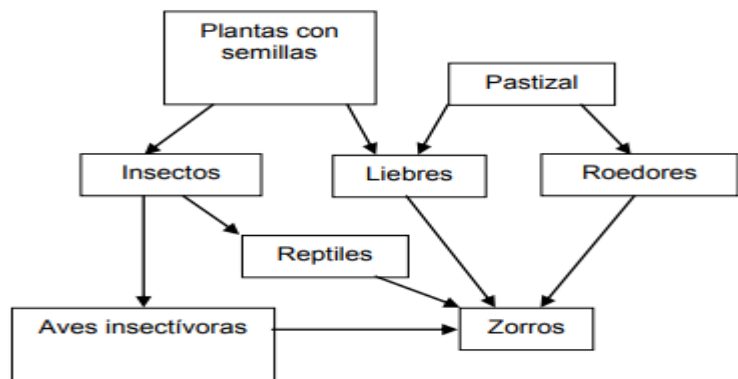 Plantas con
semillas
Pastizal
Insectos
Liebres
Roedores
Reptiles
Aves insectívoras
Zorros